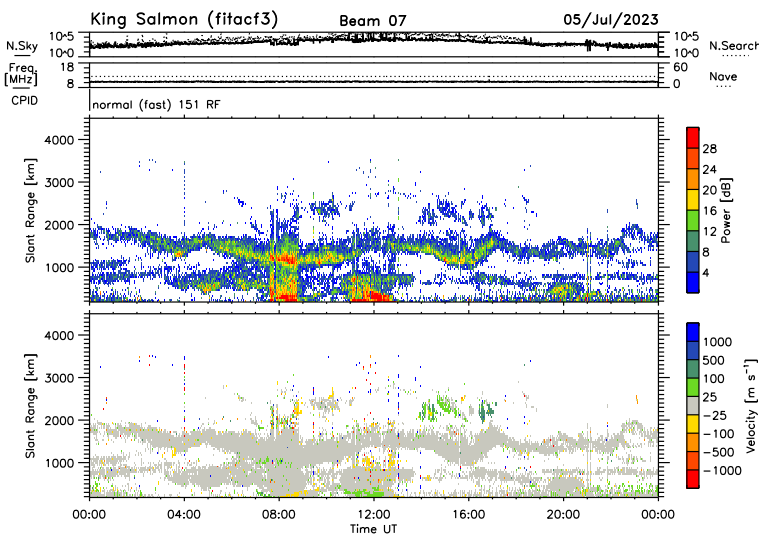 King Salmon (fitacf3) Beam 07 05/Jul/2023
N.Sky 10^5 10^0 10^5 10^0 N.Search
Freq [MHz] 18 8 60 0 Nave
CPID normal (fast) 151 RF
Slant Range [km] 4000 3000 2000 1000
Power [dB] 28 24 20 16 12 8 4
Slant Range [km] 4000 3000 2000 1000
Velocity [m s⁻¹] 1000 500 100 25 −25 −100 −500 −1000
00:00 04:00 08:00 12:00 16:00 20:00 00:00
Time UT